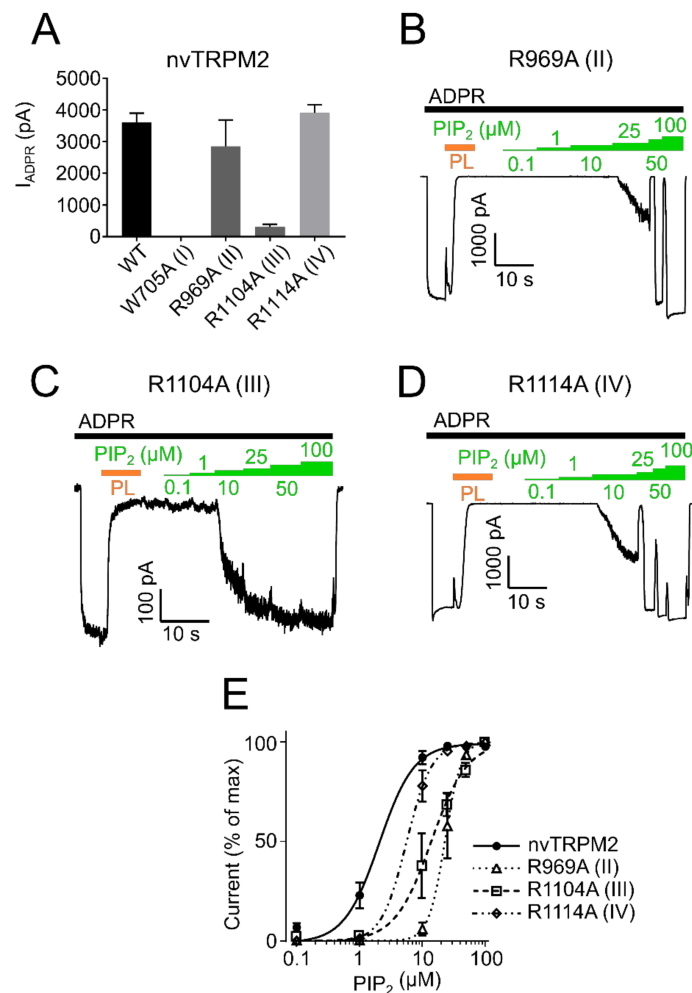 A
nvTRPM2
I_ADPR (pA)
5000
4000
3000
2000
1000
0
WT
W705A (I)
R969A (II)
R1104A (III)
R1114A (IV)
B
R969A (II)
ADPR
PIP₂ (µM)
1
25
100
PL
0.1
10
50
1000 pA
10 s
C
R1104A (III)
ADPR
PIP₂ (µM)
1
25
100
PL
0.1
10
50
100 pA
10 s
D
R1114A (IV)
ADPR
PIP₂ (µM)
1
25
100
PL
0.1
10
50
1000 pA
10 s
E
Current (% of max)
100
50
0
0.1
1
10
100
PIP₂ (µM)
nvTRPM2
R969A (II)
R1104A (III)
R1114A (IV)